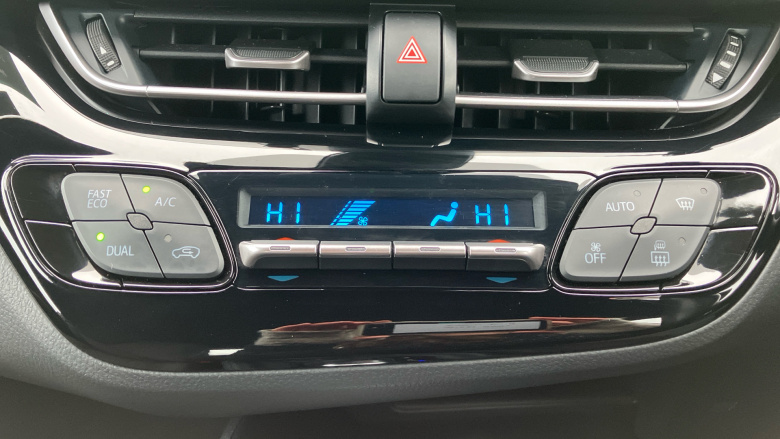 FAST
ECO
A/C
DUAL
HI
HI
AUTO
OFF